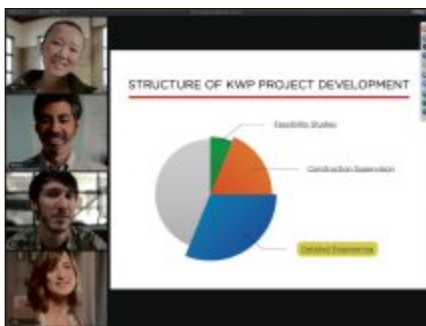 STRUCTURE OF KWP PROJECT DEVELOPMENT
Feasibility Studies
Construction Supervision
Detailed Engineering